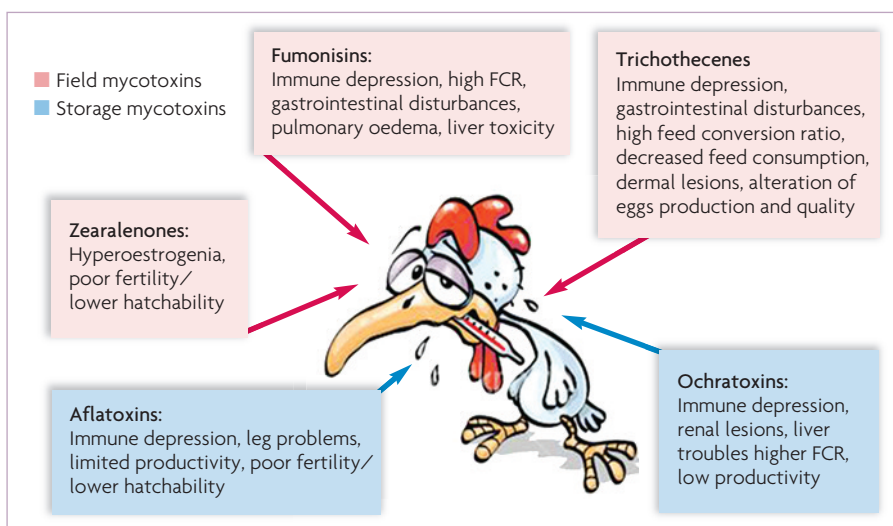 Field mycotoxins
Storage mycotoxins
Fumonisins:
Immune depression, high FCR,
gastrointestinal disturbances,
pulmonary oedema, liver toxicity
Trichothecenes
Immune depression,
gastrointestinal disturbances,
high feed conversion ratio,
decreased feed consumption,
dermal lesions, alteration of
eggs production and quality
Zearalenones:
Hyperoestrogenia,
poor fertility/
lower hatchability
Aflatoxins:
Immune depression, leg problems,
limited productivity, poor fertility/
lower hatchability
Ochratoxins:
Immune depression,
renal lesions, liver
troubles higher FCR,
low productivity